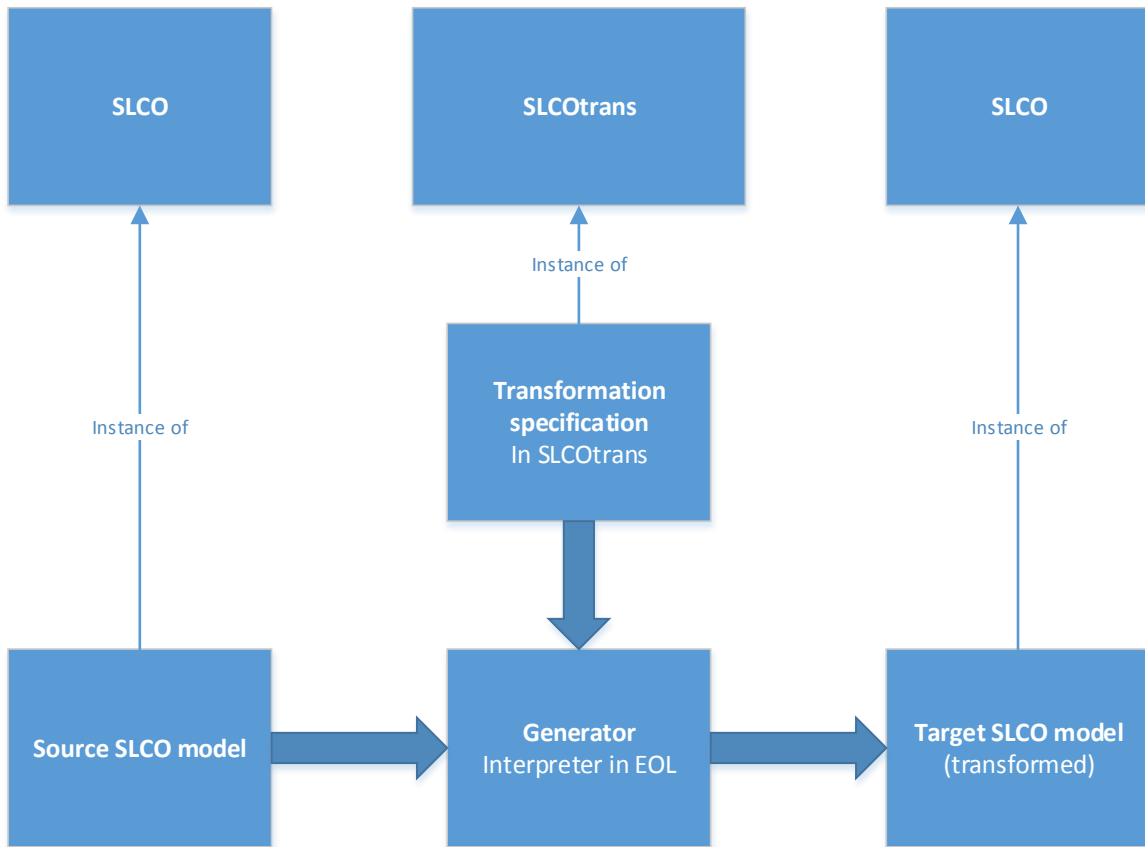 SLCO
SLCOtrans
SLCO
Instance of
Transformation
specification
In SLCOtrans
Instance of
Instance of
Source SLCO model
Generator
Interpreter in EOL
Target SLCO model
(transformed)